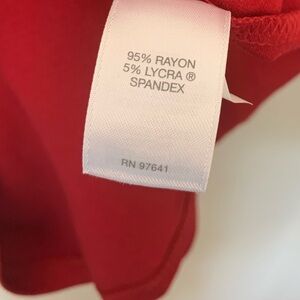 95% RAYON
5% LYCRA ®
SPANDEX
RN 97641